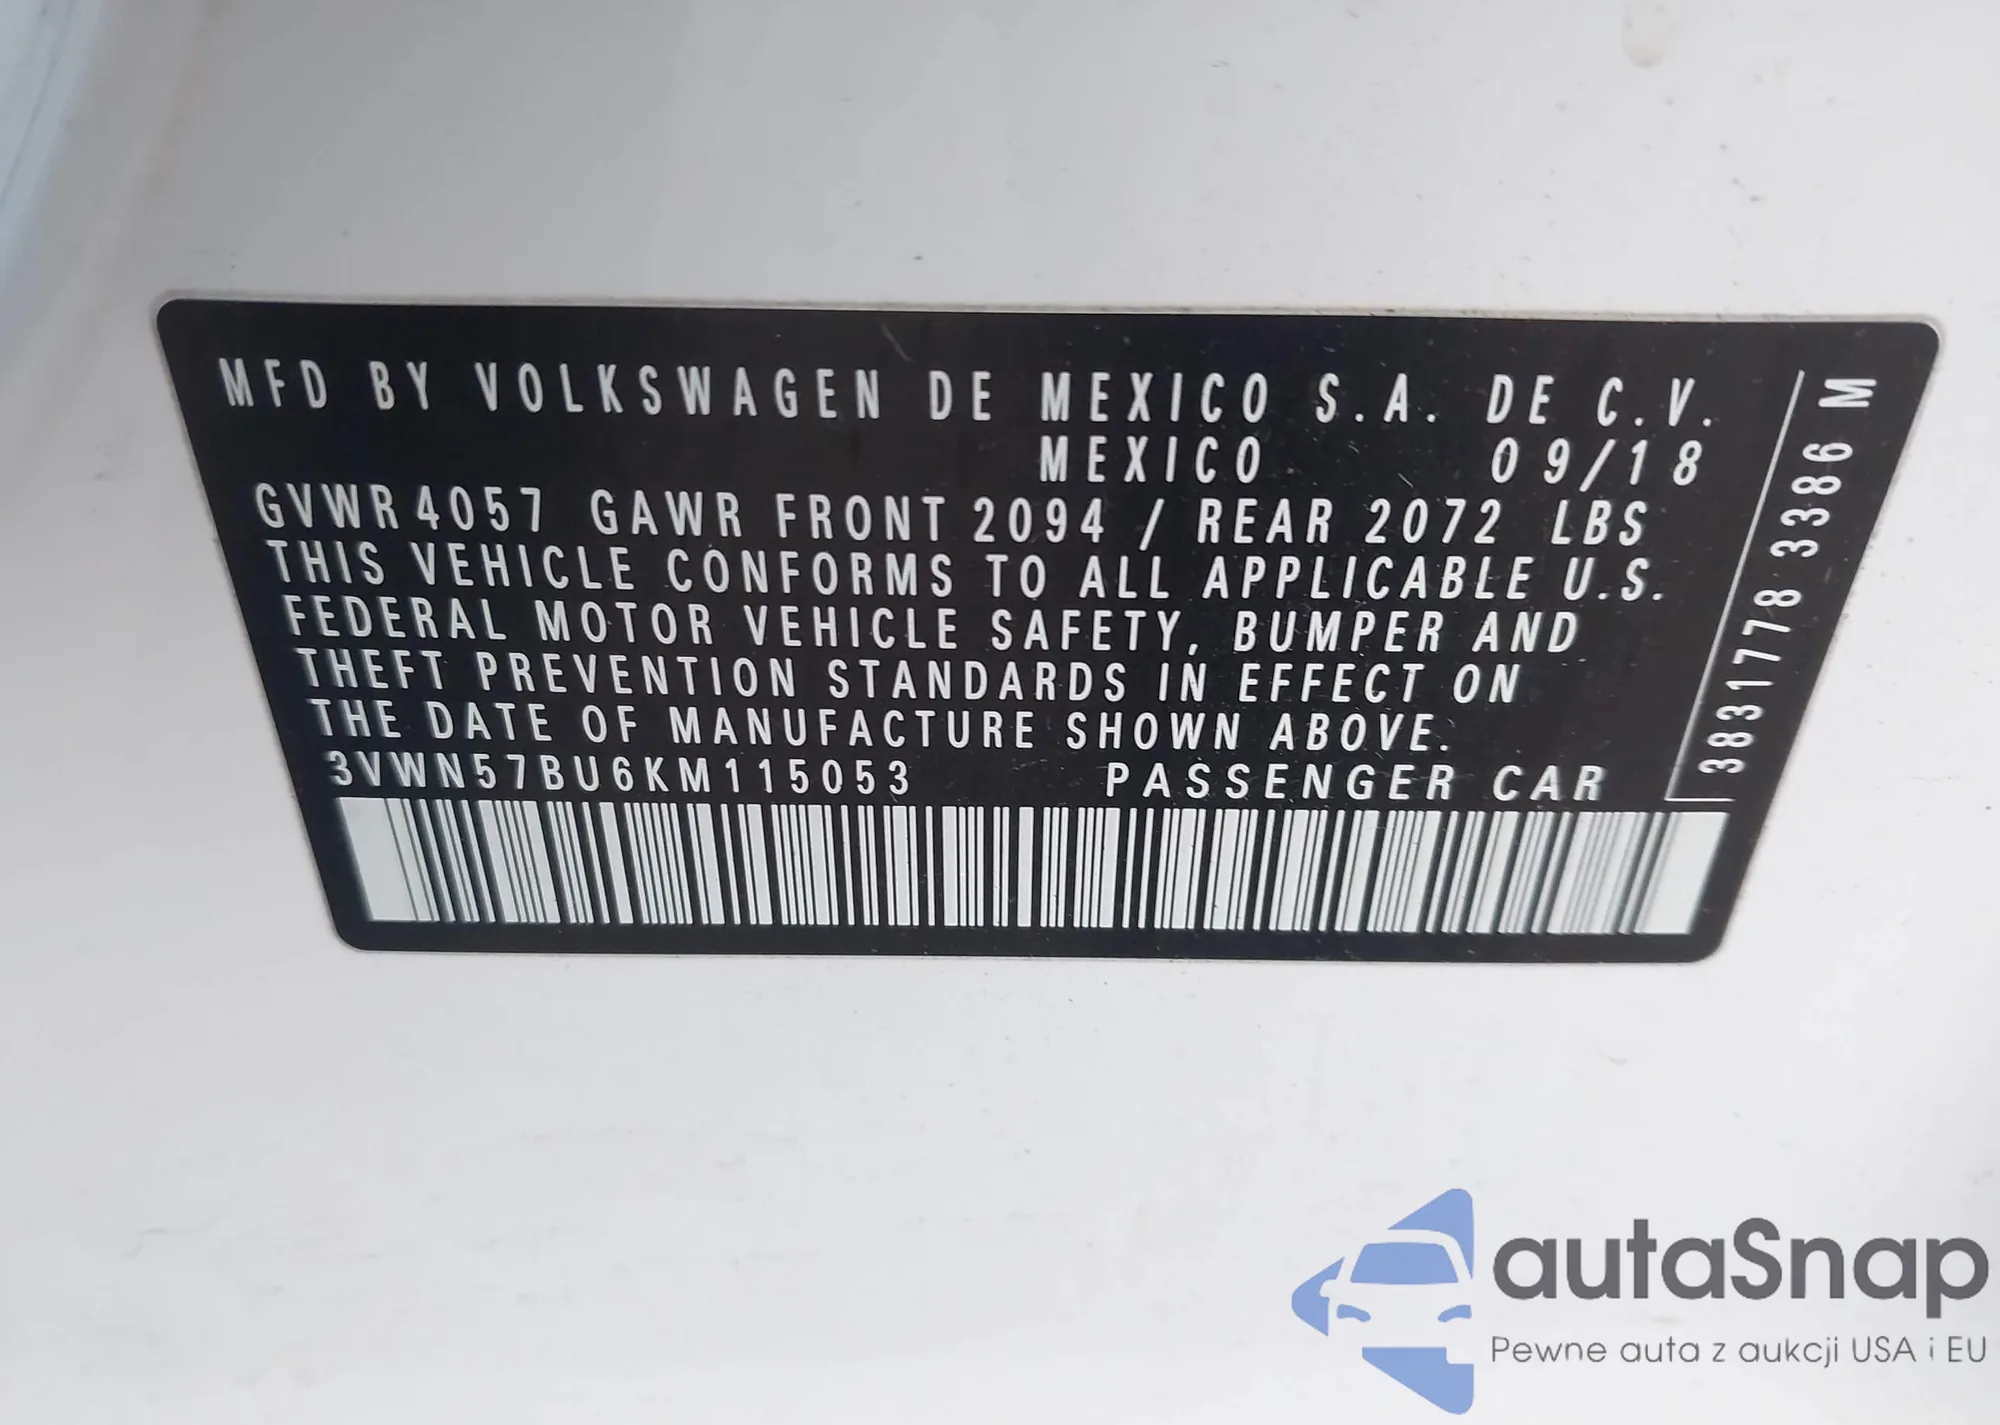 MFD BY VOLKSWAGEN DE MEXICO S.A. DE C.V.
MEXICO 09/18
GVWR 4057 GAWR FRONT 2094 / REAR 2072 LBS
THIS VEHICLE CONFORMS TO ALL APPLICABLE U.S.
FEDERAL MOTOR VEHICLE SAFETY, BUMPER AND
THEFT PREVENTION STANDARDS IN EFFECT ON
THE DATE OF MANUFACTURE SHOWN ABOVE.
3VWN57BU6KM115053 PASSENGER CAR
3831778 3386 M
autaSnap
Pewne auta z aukcji USA i EU